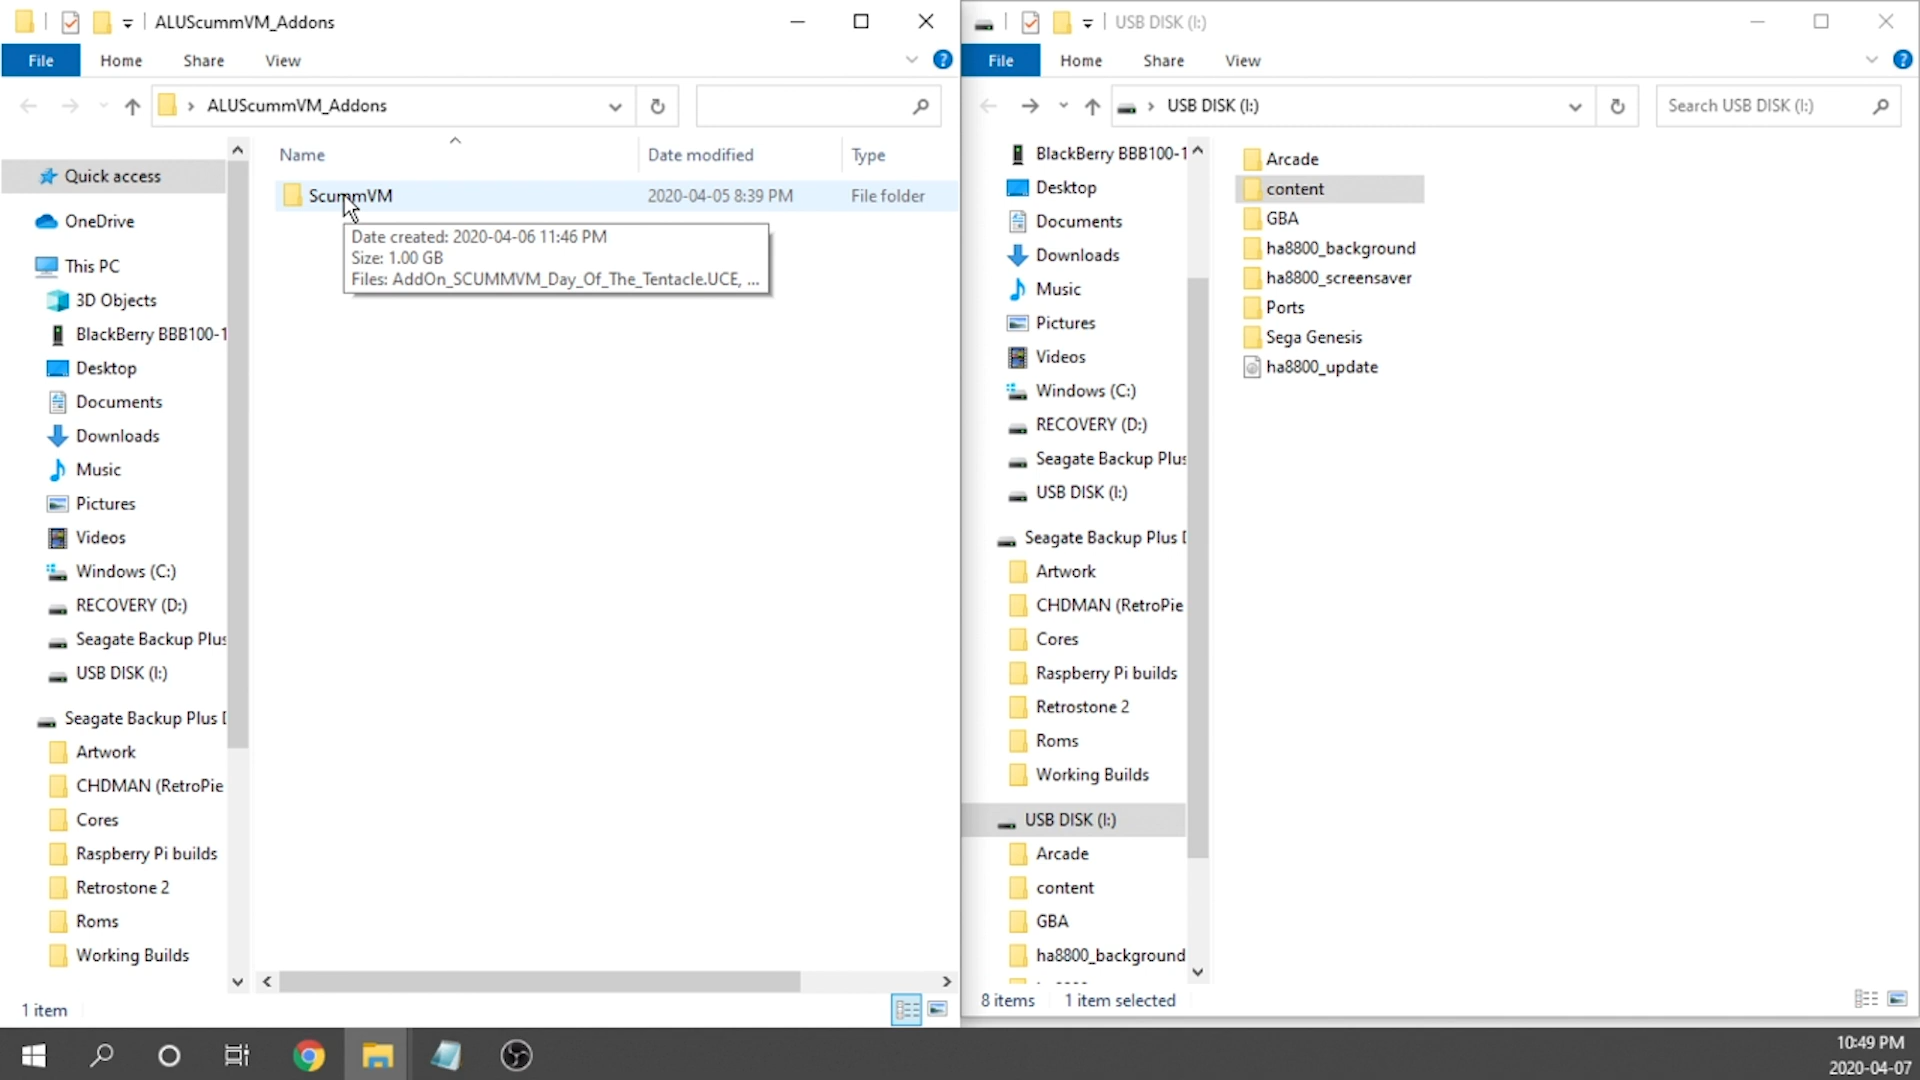 ALUScummVM_Addons
File
Home
Share
View
ALUScummVM_Addons
Name
Date modified
Type
ScummVM
2020-04-05 8:39 PM
File folder
Date created: 2020-04-06 11:46 PM
Size: 1.00 GB
Files: AddOn_SCUMMVM_Day_Of_The_Tentacle.UCE, ...
Quick access
OneDrive
This PC
3D Objects
BlackBerry BBB100-1
Desktop
Documents
Downloads
Music
Pictures
Videos
Windows (C:)
RECOVERY (D:)
Seagate Backup Plus
USB DISK (I:)
Seagate Backup Plus D
Artwork
CHDMAN (RetroPie
Cores
Raspberry Pi builds
Retrostone 2
Roms
Working Builds
1 item
USB DISK (I:)
File
Home
Share
View
USB DISK (I:)
Search USB DISK (I:)
BlackBerry BBB100-1
Desktop
Documents
Downloads
Music
Pictures
Videos
Windows (C:)
RECOVERY (D:)
Seagate Backup Plus
USB DISK (I:)
Seagate Backup Plus D
Artwork
CHDMAN (RetroPie
Cores
Raspberry Pi builds
Retrostone 2
Roms
Working Builds
USB DISK (I:)
Arcade
content
GBA
ha8800_background
Arcade
content
GBA
ha8800_background
ha8800_screensaver
Ports
Sega Genesis
ha8800_update
8 items
1 item selected
10:49 PM
2020-04-07